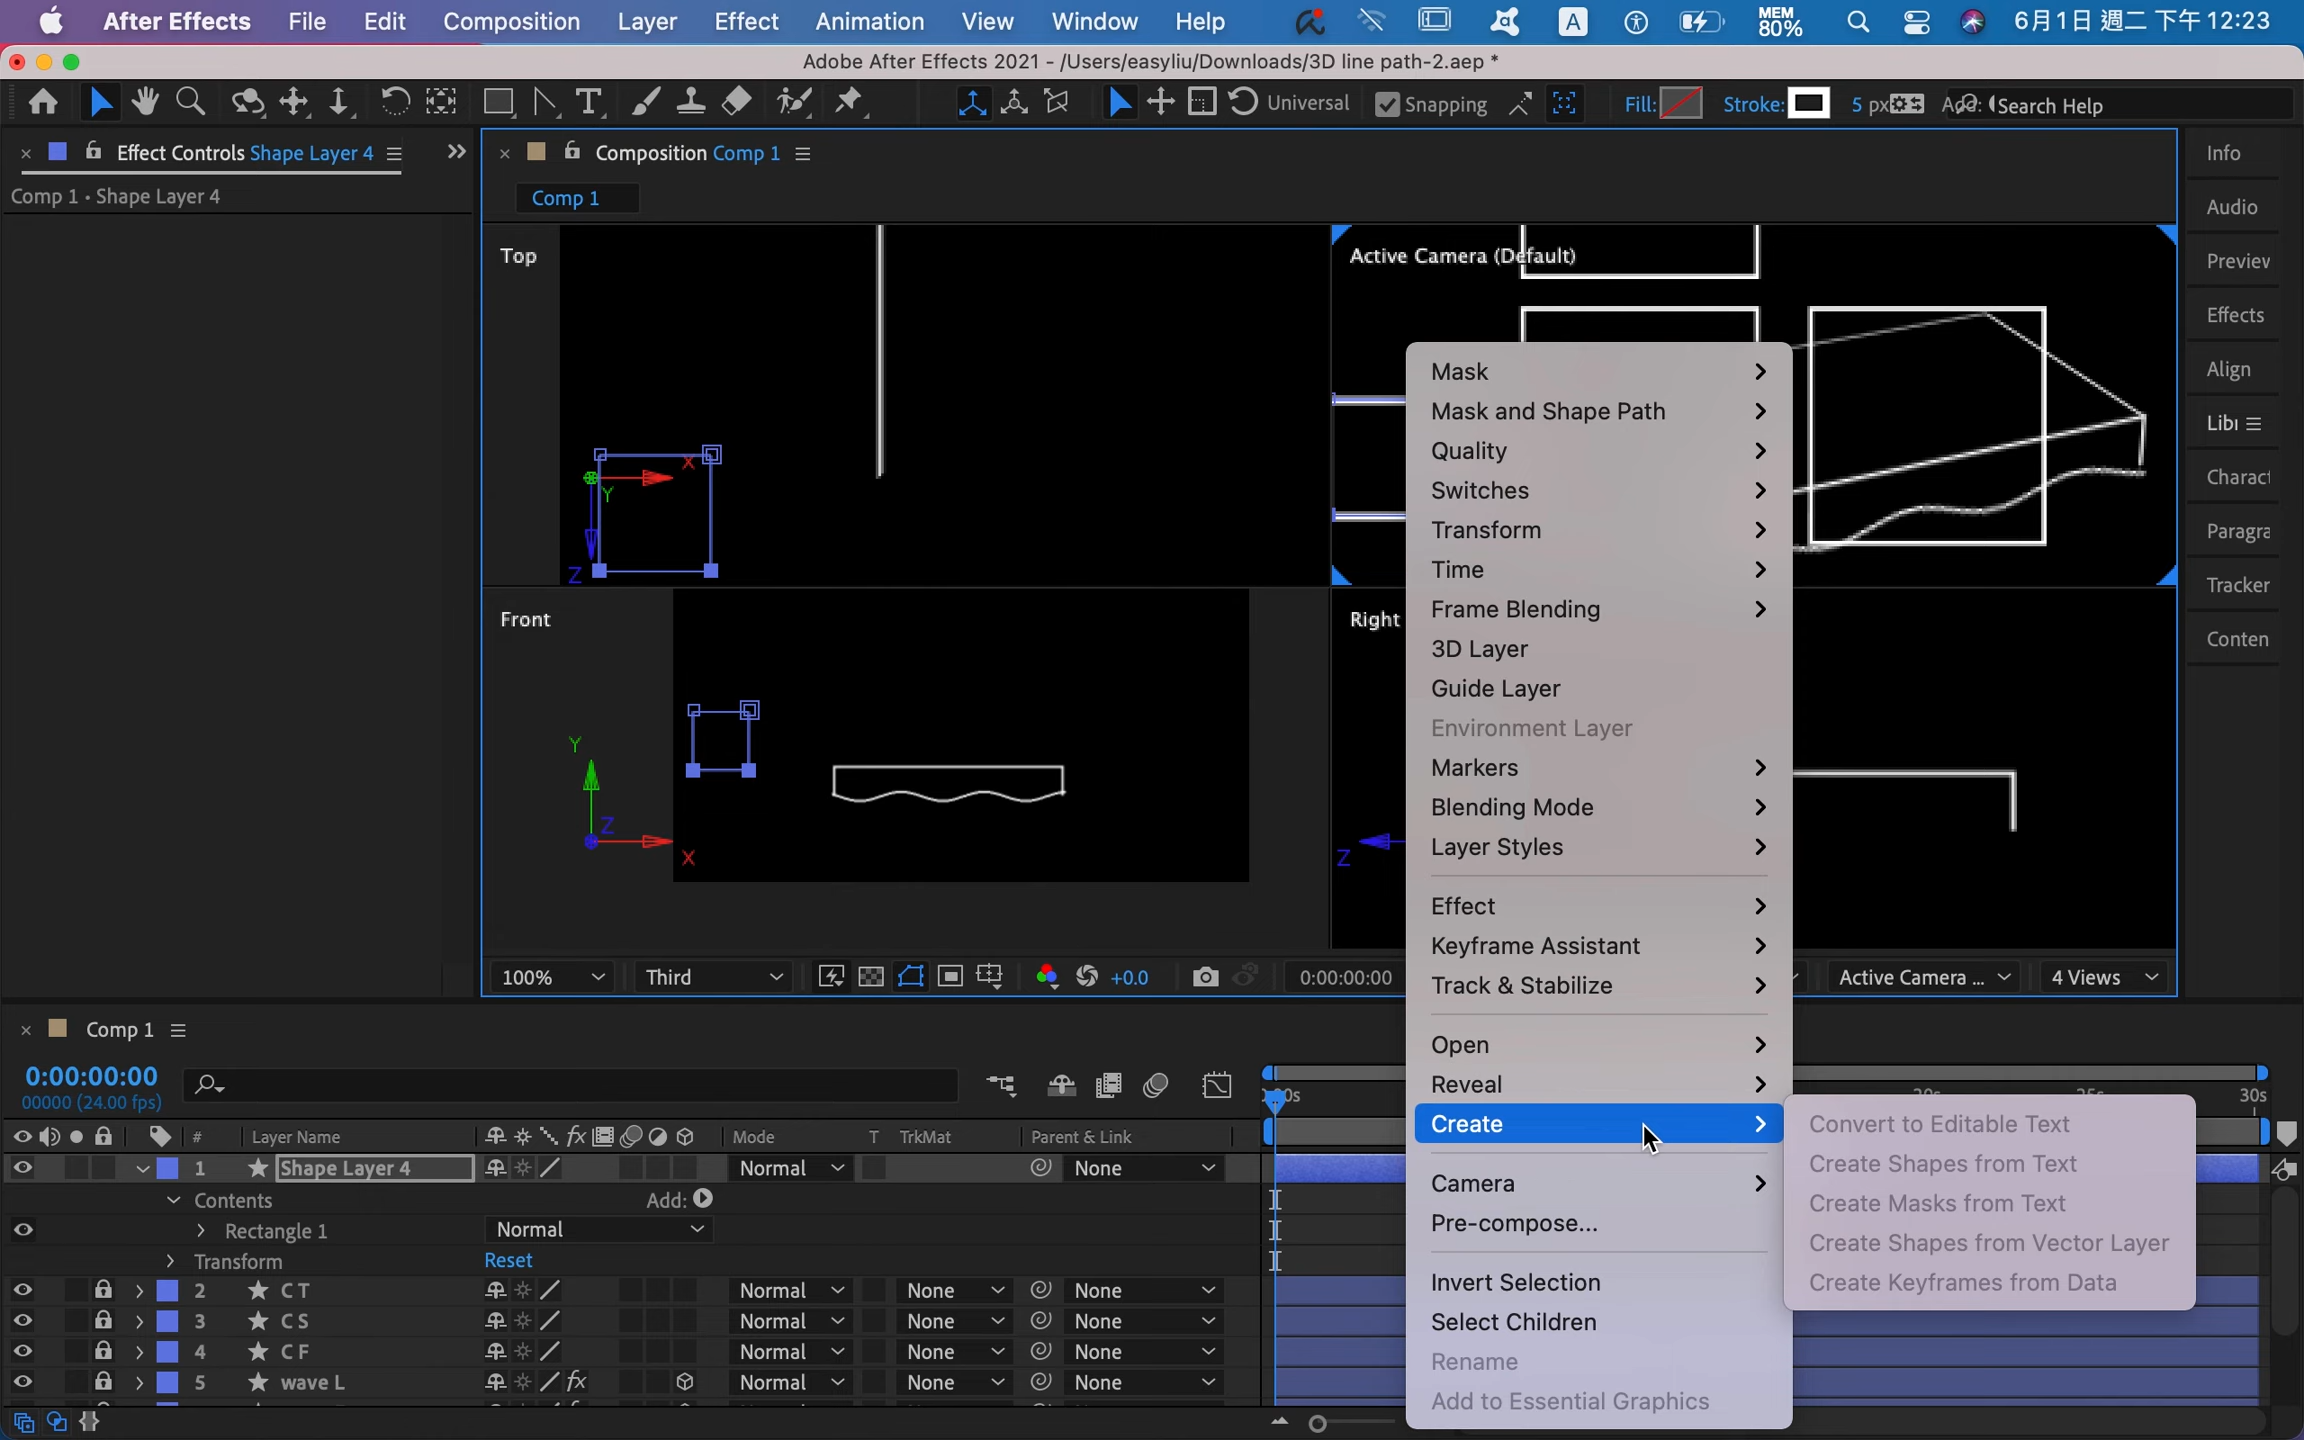 After Effects File Edit Composition Layer Effect Animation View Window Help A MEM 80% 6月1日 週二 下午 12:23
Adobe After Effects 2021 - /Users/easyliu/Downloads/3D line path-2.aep *
Universal Snapping Fill: Stroke: 5 px Add: Search Help
Effect Controls Shape Layer 4
Comp 1 • Shape Layer 4
Composition Comp 1
Comp 1
Top
X
Y
Z
Active Camera (Default)
Front
Y
Z
X
Right
Z
100% Third +0.0 0:00:00:00 Active Camera ... 4 Views
Info
Audio
Preview
Effects
Align
Libr
Charact
Paragra
Tracker
Conten
Mask
Mask and Shape Path
Quality
Switches
Transform
Time
Frame Blending
3D Layer
Guide Layer
Environment Layer
Markers
Blending Mode
Layer Styles
Effect
Keyframe Assistant
Track & Stabilize
Open
Reveal
Create
Camera
Pre-compose...
Invert Selection
Select Children
Rename
Add to Essential Graphics
Convert to Editable Text
Create Shapes from Text
Create Masks from Text
Create Shapes from Vector Layer
Create Keyframes from Data
Comp 1
0:00:00:00
00000 (24.00 fps)
30s
# Layer Name fx Mode T TrkMat Parent & Link
1 Shape Layer 4 Normal None
Contents Add:
Rectangle 1 Normal
Transform Reset
2 C T Normal None None
3 C S Normal None None
4 C F Normal None None
5 wave L fx Normal None None